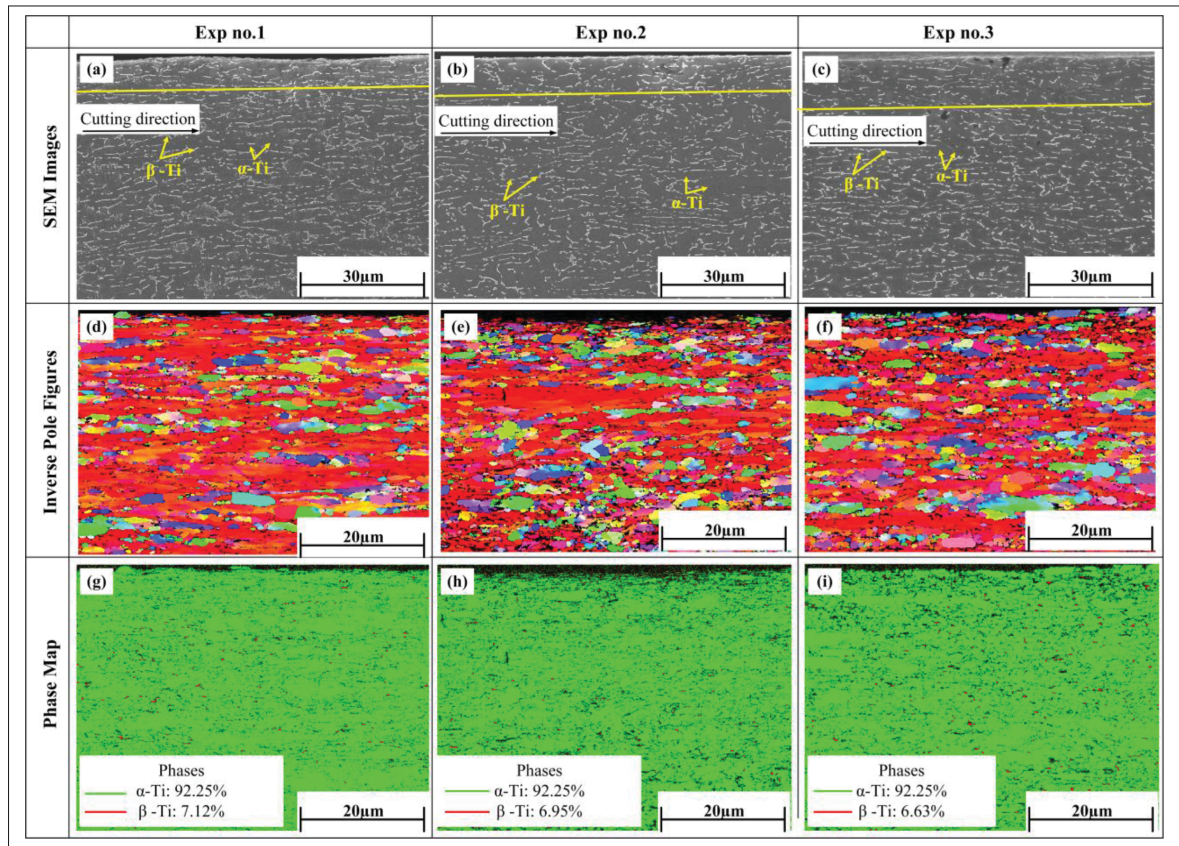 Exp no.1
Exp no.2
Exp no.3
SEM Images
(a)
Cutting direction
β -Ti
α-Ti
30µm
(b)
Cutting direction
β -Ti
α-Ti
30µm
(c)
Cutting direction
β -Ti
α-Ti
30µm
Inverse Pole Figures
(d)
20µm
(e)
20µm
(f)
20µm
Phase Map
(g)
Phases
α-Ti: 92.25%
β -Ti: 7.12%
20µm
(h)
Phases
α-Ti: 92.25%
β -Ti: 6.95%
20µm
(i)
Phases
α-Ti: 92.25%
β -Ti: 6.63%
20µm